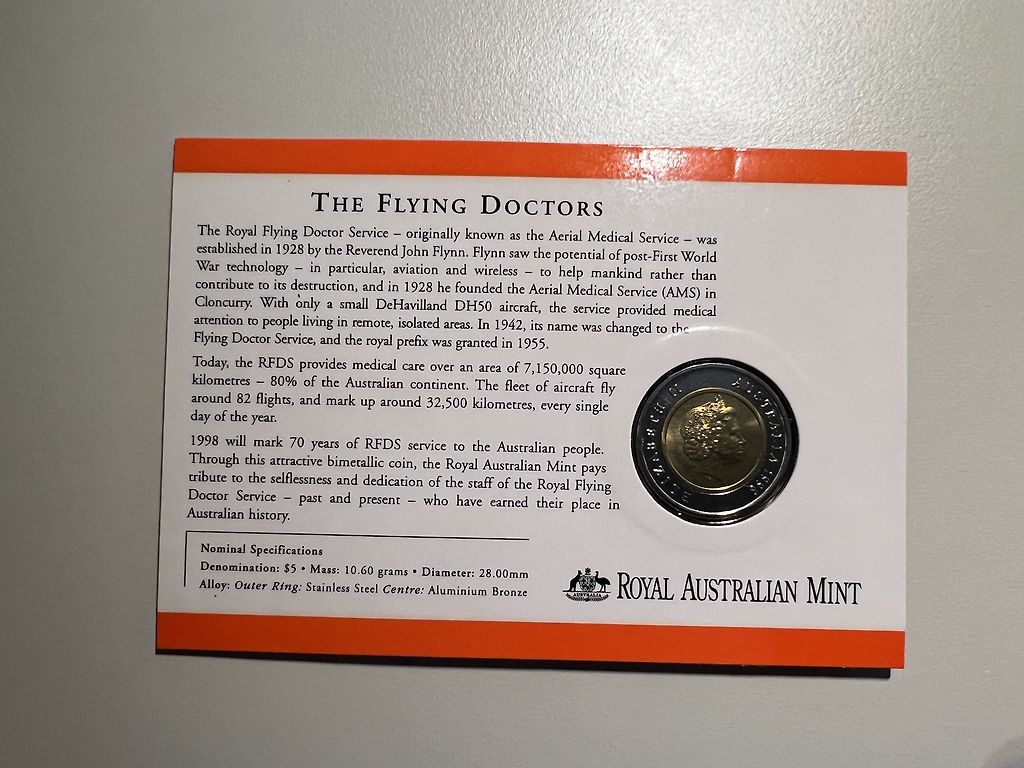 THE FLYING DOCTORS
The Royal Flying Doctor Service – originally known as the Aerial Medical Service – was
established in 1928 by the Reverend John Flynn. Flynn saw the potential of post-First World
War technology – in particular, aviation and wireless – to help mankind rather than
contribute to its destruction, and in 1928 he founded the Aerial Medical Service (AMS) in
Cloncurry. With only a small DeHavilland DH50 aircraft, the service provided medical
attention to people living in remote, isolated areas. In 1942, its name was changed to the
Flying Doctor Service, and the royal prefix was granted in 1955.
Today, the RFDS provides medical care over an area of 7,150,000 square
kilometres – 80% of the Australian continent. The fleet of aircraft fly
around 82 flights, and mark up around 32,500 kilometres, every single
day of the year.
1998 will mark 70 years of RFDS service to the Australian people.
Through this attractive bimetallic coin, the Royal Australian Mint pays
tribute to the selflessness and dedication of the staff of the Royal Flying
Doctor Service – past and present – who have earned their place in
Australian history.
ELIZABETH II AUSTRALIA 1998
Nominal Specifications
Denomination: $5 • Mass: 10.60 grams • Diameter: 28.00mm
Alloy: Outer Ring: Stainless Steel Centre: Aluminium Bronze
AUSTRALIA
ROYAL AUSTRALIAN MINT